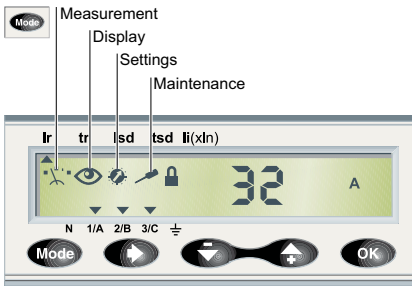 Mode
Measurement
Display
Settings
Maintenance
Ir tr Isd tsd Ii(xIn)
32 A
N 1/A 2/B 3/C
Mode OK